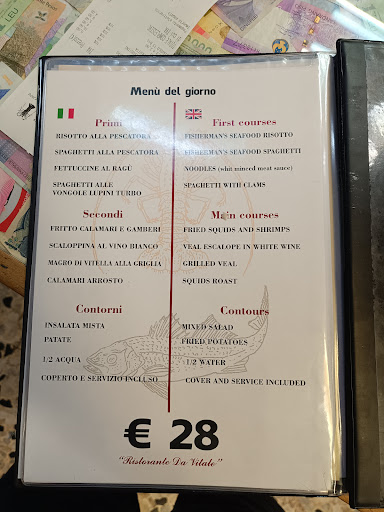 Menù del giorno
Primi
RISOTTO ALLA PESCATORA
SPAGHETTI ALLA PESCATORA
FETTUCCINE AL RAGÙ
SPAGHETTI ALLE
VONGOLE LUPINI TURBO
Secondi
FRITTO CALAMARI E GAMBERI
SCALOPPINA AL VINO BIANCO
MAGRO DI VITELLA ALLA GRIGLIA
CALAMARI ARROSTO
Contorni
INSALATA MISTA
PATATE
1/2 ACQUA
COPERTO E SERVIZIO INCLUSO
First courses
FISHERMAN'S SEAFOOD RISOTTO
FISHERMAN'S SEAFOOD SPAGHETTI
NOODLES (whit minced meat sauce)
SPAGHETTI WITH CLAMS
Main courses
FRIED SQUIDS AND SHRIMPS
VEAL ESCALOPE IN WHITE WINE
GRILLED VEAL
SQUIDS ROAST
Contours
MIXED SALAD
FRIED POTATOES
1/2 WATER
COVER AND SERVICE INCLUDED
€ 28
"Ristorante Da Vitale"